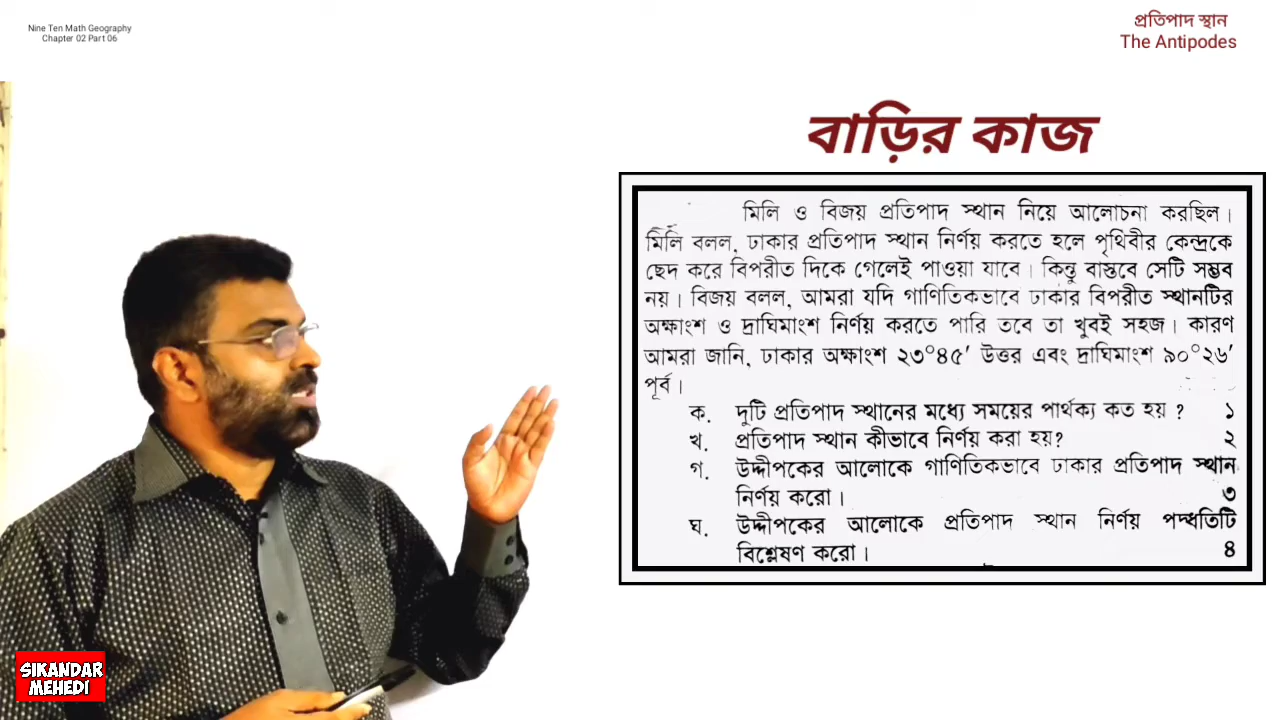 Nine Ten Math Geography
Chapter 02 Part 06
প্রতিপাদ স্থান
The Antipodes
বাড়ির কাজ
মিলি ও বিজয় প্রতিপাদ স্থান নিয়ে আলোচনা করছিল।
মিলি বলল, ঢাকার প্রতিপাদ স্থান নির্ণয় করতে হলে পৃথিবীর কেন্দ্রকে
ছেদ করে বিপরীত দিকে গেলেই পাওয়া যাবে। কিন্তু বাস্তবে সেটি সম্ভব
নয়। বিজয় বলল, আমরা যদি গাণিতিকভাবে ঢাকার বিপরীত স্থানটির
অক্ষাংশ ও দ্রাঘিমাংশ নির্ণয় করতে পারি তবে তা খুবই সহজ। কারণ
আমরা জানি, ঢাকার অক্ষাংশ ২৩°৪৫′ উত্তর এবং দ্রাঘিমাংশ ৯০°২৬′
পূর্ব।
ক. দুটি প্রতিপাদ স্থানের মধ্যে সময়ের পার্থক্য কত হয় ? ১
খ. প্রতিপাদ স্থান কীভাবে নির্ণয় করা হয়? ২
গ. উদ্দীপকের আলোকে গাণিতিকভাবে ঢাকার প্রতিপাদ স্থান
নির্ণয় করো। ৩
ঘ. উদ্দীপকের আলোকে প্রতিপাদ স্থান নির্ণয় পদ্ধতিটি
বিশ্লেষণ করো। ৪
SIKANDAR
MEHEDI